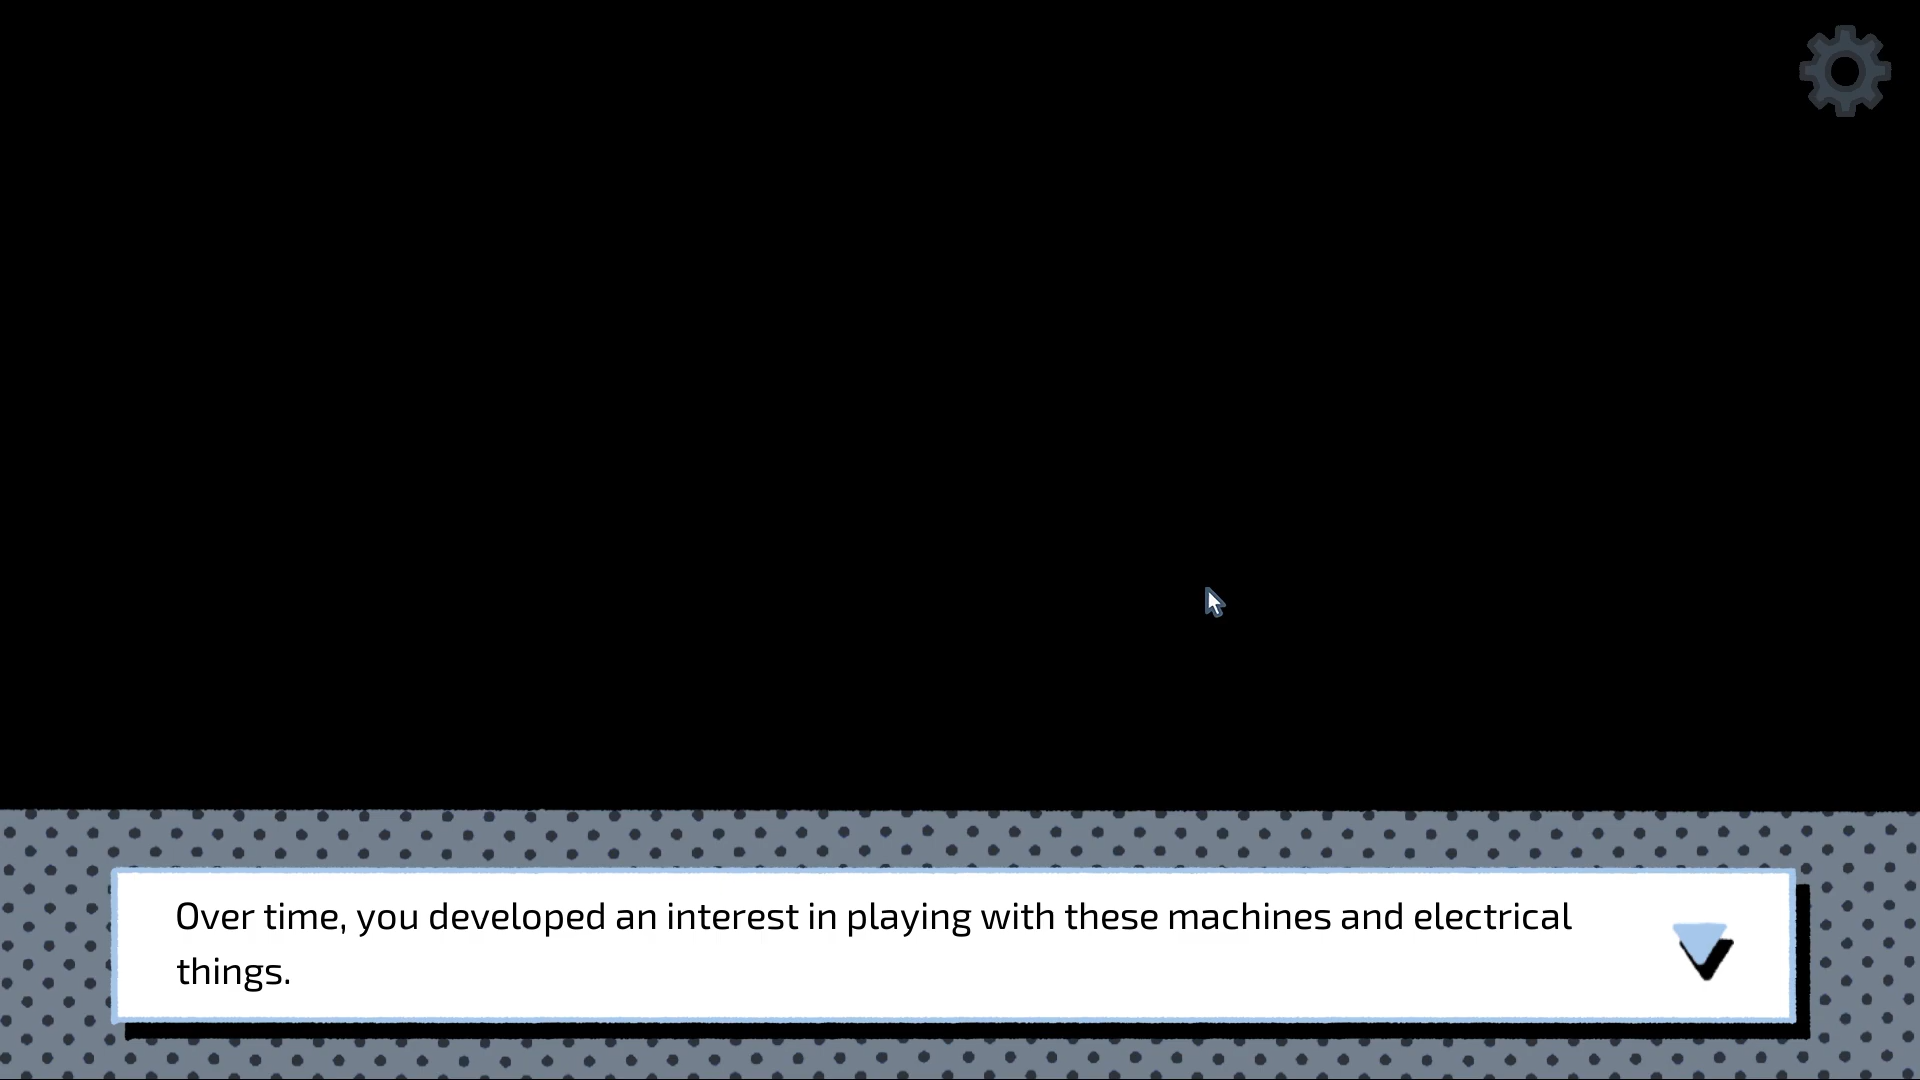 Over time, you developed an interest in playing with these machines and electrical
things.